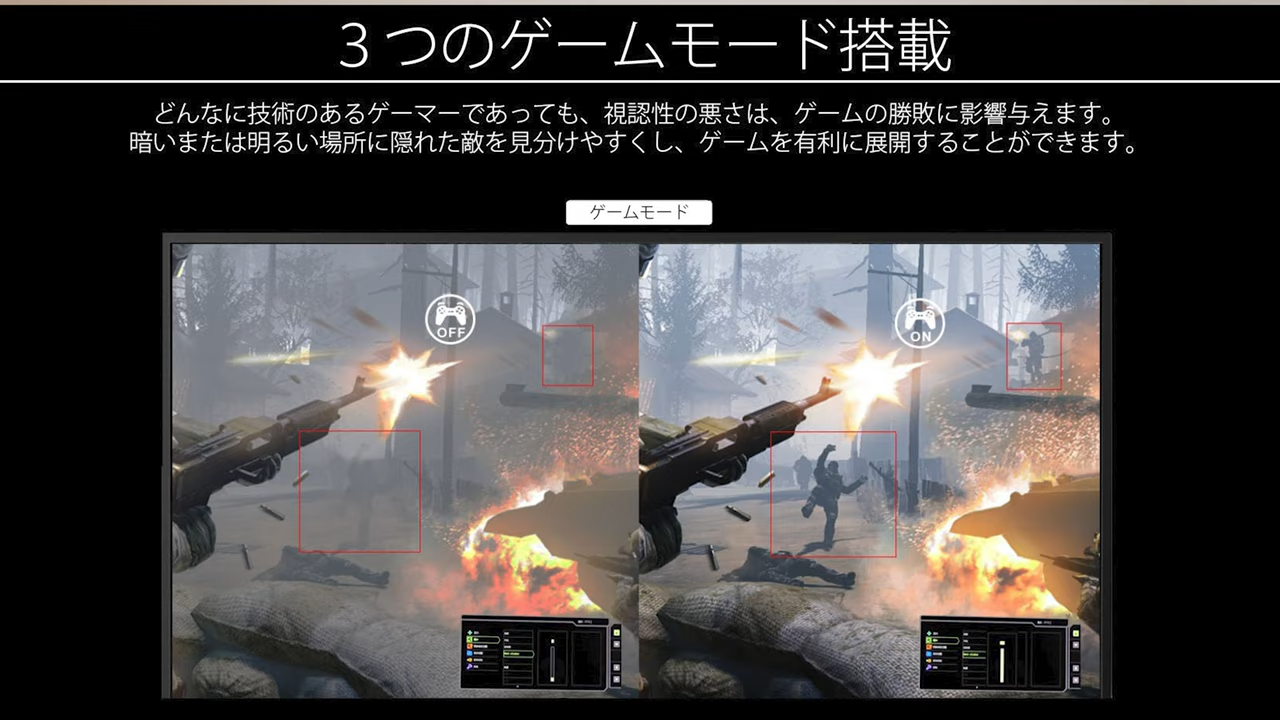 ３つのゲームモード搭載
どんなに技術のあるゲーマーであっても、視認性の悪さは、ゲームの勝敗に影響与えます。
暗いまたは明るい場所に隠れた敵を見分けやすくし、ゲームを有利に展開することができます。
ゲームモード
OFF
ON